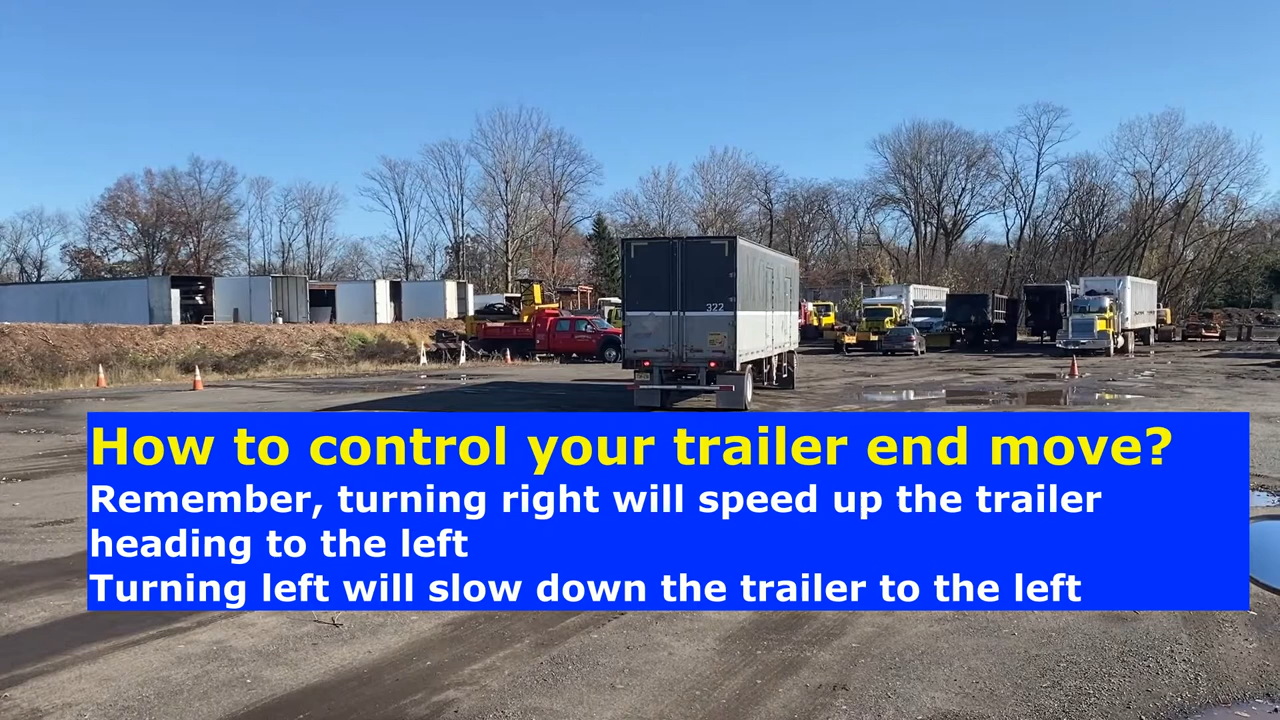 322
How to control your trailer end move?
Remember, turning right will speed up the trailer
heading to the left
Turning left will slow down the trailer to the left